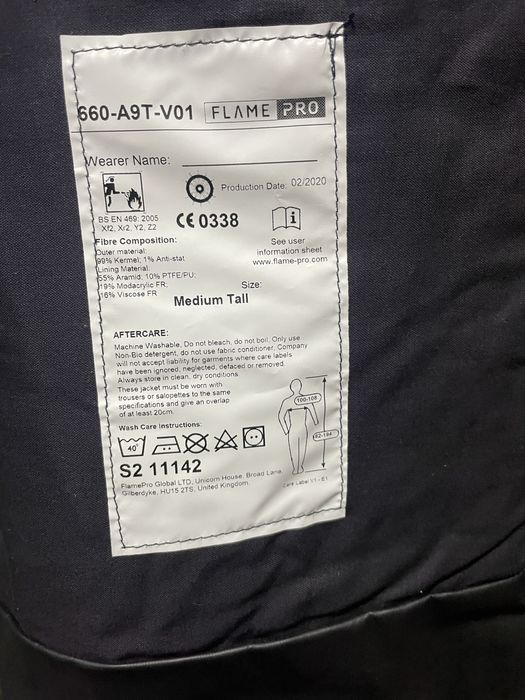 660-A9T-V01 FLAME PRO
Wearer Name:
Production Date: 02/2020
BS EN 469: 2005
Xf2, Xr2, Y2, Z2
CE 0338
Fibre Composition:
Outer material:
99% Kermel; 1% Anti-stat
Lining Material:
55% Aramid; 10% PTFE/PU;
19% Modacrylic FR;
16% Viscose FR
See user
information sheet
www.flame-pro.com
Size:
Medium Tall
AFTERCARE:
Machine Washable, Do not bleach, do not boil, Only use
Non-Bio detergent, do not use fabric conditioner, Company
will not accept liability for garments where care labels
have been ignored, neglected, defaced or removed.
Always store in clean, dry conditions
These jacket must be worn with
trousers or salopettes to the same
specifications and give an overlap
of at least 20cm.
100-108
Wash Care Instructions:
40°
S2 11142
FlamePro Global LTD, Unicorn House, Broad Lane,
Gilberdyke, HU15 2TS, United Kingdom.
Care Label V1 - E1